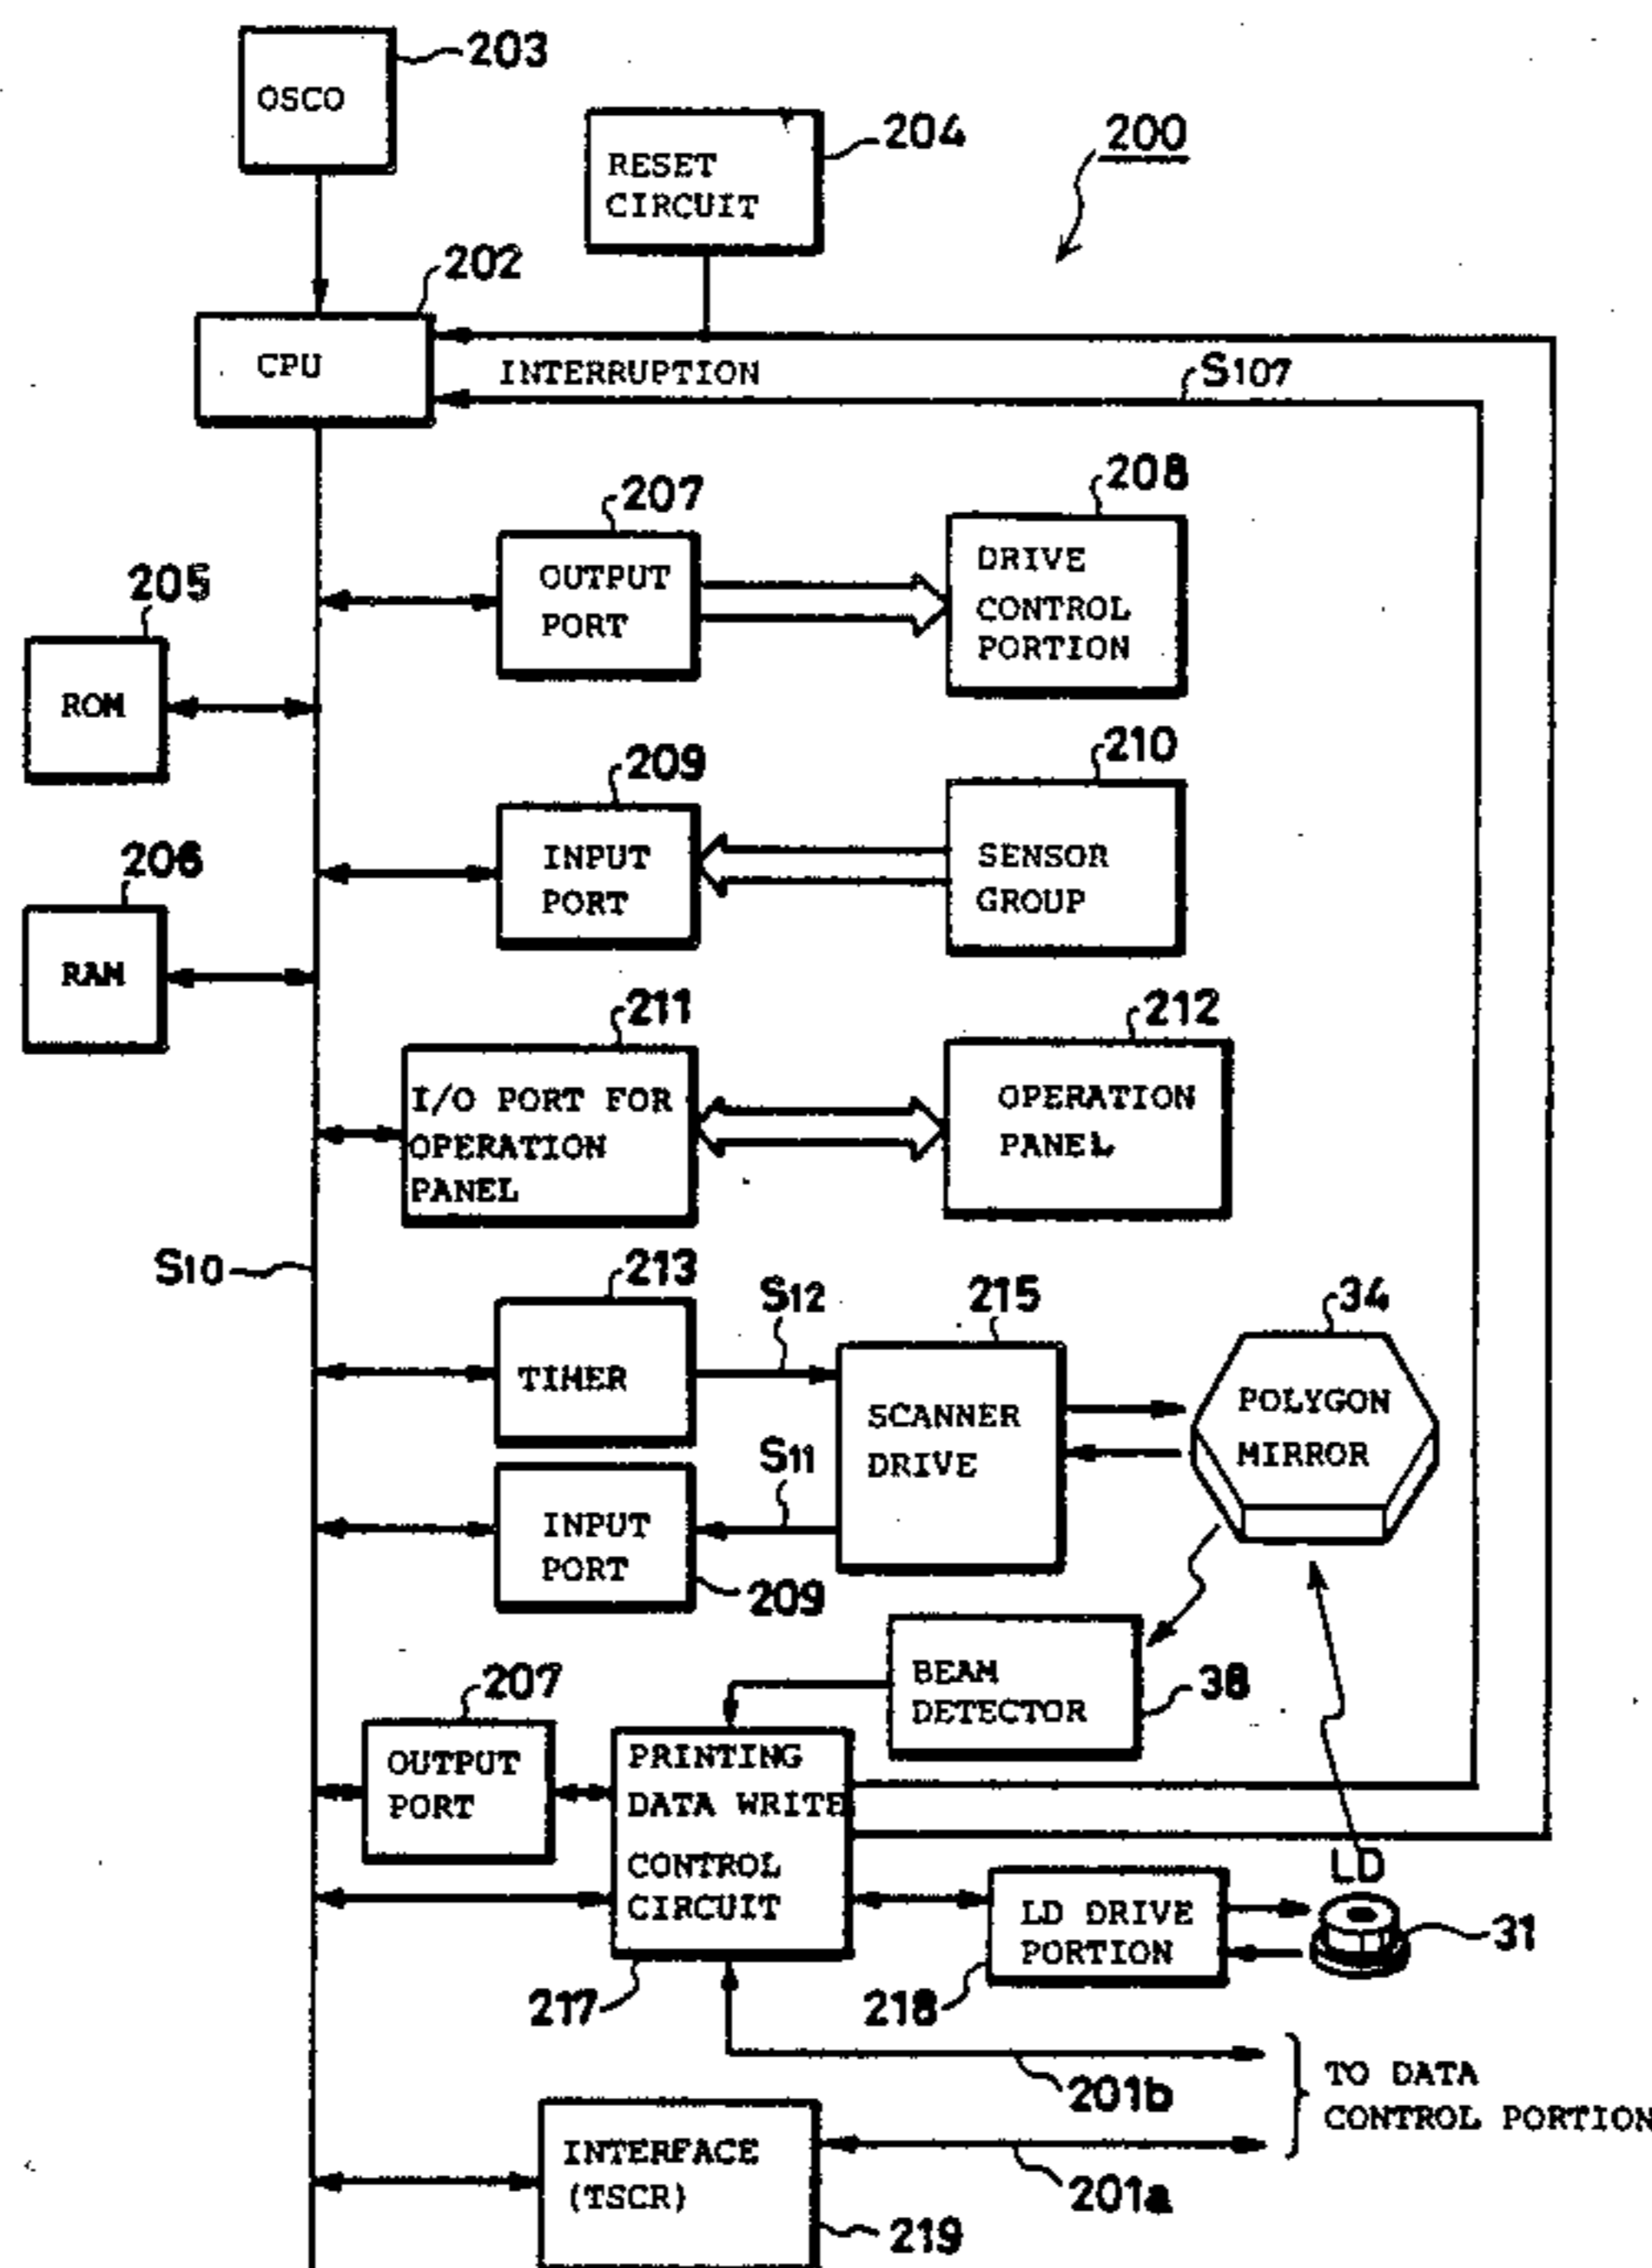 203
OSCO
204
RESET
CIRCUIT
200
202
CPU
INTERRUPTION
S107
207
OUTPUT
PORT
208
DRIVE
CONTROL
PORTION
205
ROM
209
INPUT
PORT
210
SENSOR
GROUP
206
RAM
211
I/O PORT FOR
OPERATION
PANEL
212
OPERATION
PANEL
S10
213
TIMER
S12
215
SCANNER
DRIVE
34
POLYGON
MIRROR
S11
INPUT
PORT
209
BEAM
DETECTOR
38
207
OUTPUT
PORT
PRINTING
DATA WRITE
CONTROL
CIRCUIT
217
LD
LD DRIVE
PORTION
31
218
201b
TO DATA
CONTROL PORTION
INTERFACE
(TSCR)
201a
219